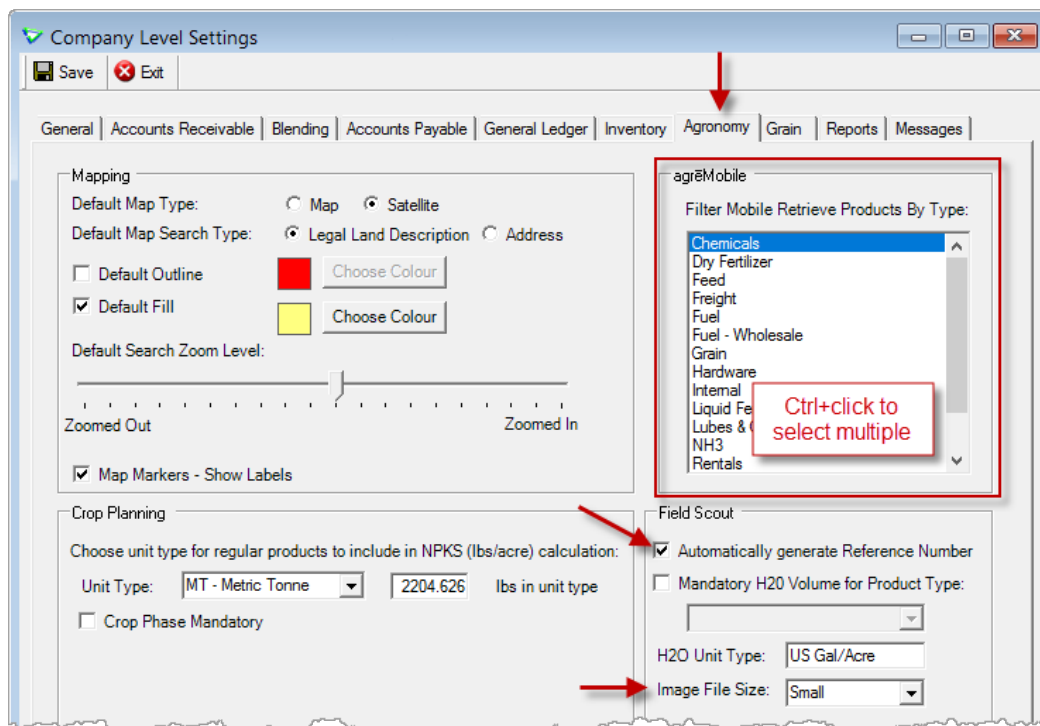 Company Level Settings
Save Exit
General Accounts Receivable Blending Accounts Payable General Ledger Inventory Agronomy Grain Reports Messages
Mapping
Default Map Type: Map Satellite
Default Map Search Type: Legal Land Description Address
Default Outline Choose Colour
Default Fill Choose Colour
Default Search Zoom Level:
Zoomed Out Zoomed In
Map Markers - Show Labels
agrēMobile
Filter Mobile Retrieve Products By Type:
Chemicals
Dry Fertilizer
Feed
Freight
Fuel
Fuel - Wholesale
Grain
Hardware
Internal
Liquid Fe
Lubes &
NH3
Rentals
Ctrl+click to
select multiple
Crop Planning
Choose unit type for regular products to include in NPKS (lbs/acre) calculation:
Unit Type: MT - Metric Tonne 2204.626 lbs in unit type
Crop Phase Mandatory
Field Scout
Automatically generate Reference Number
Mandatory H20 Volume for Product Type:
H2O Unit Type: US Gal/Acre
Image File Size: Small